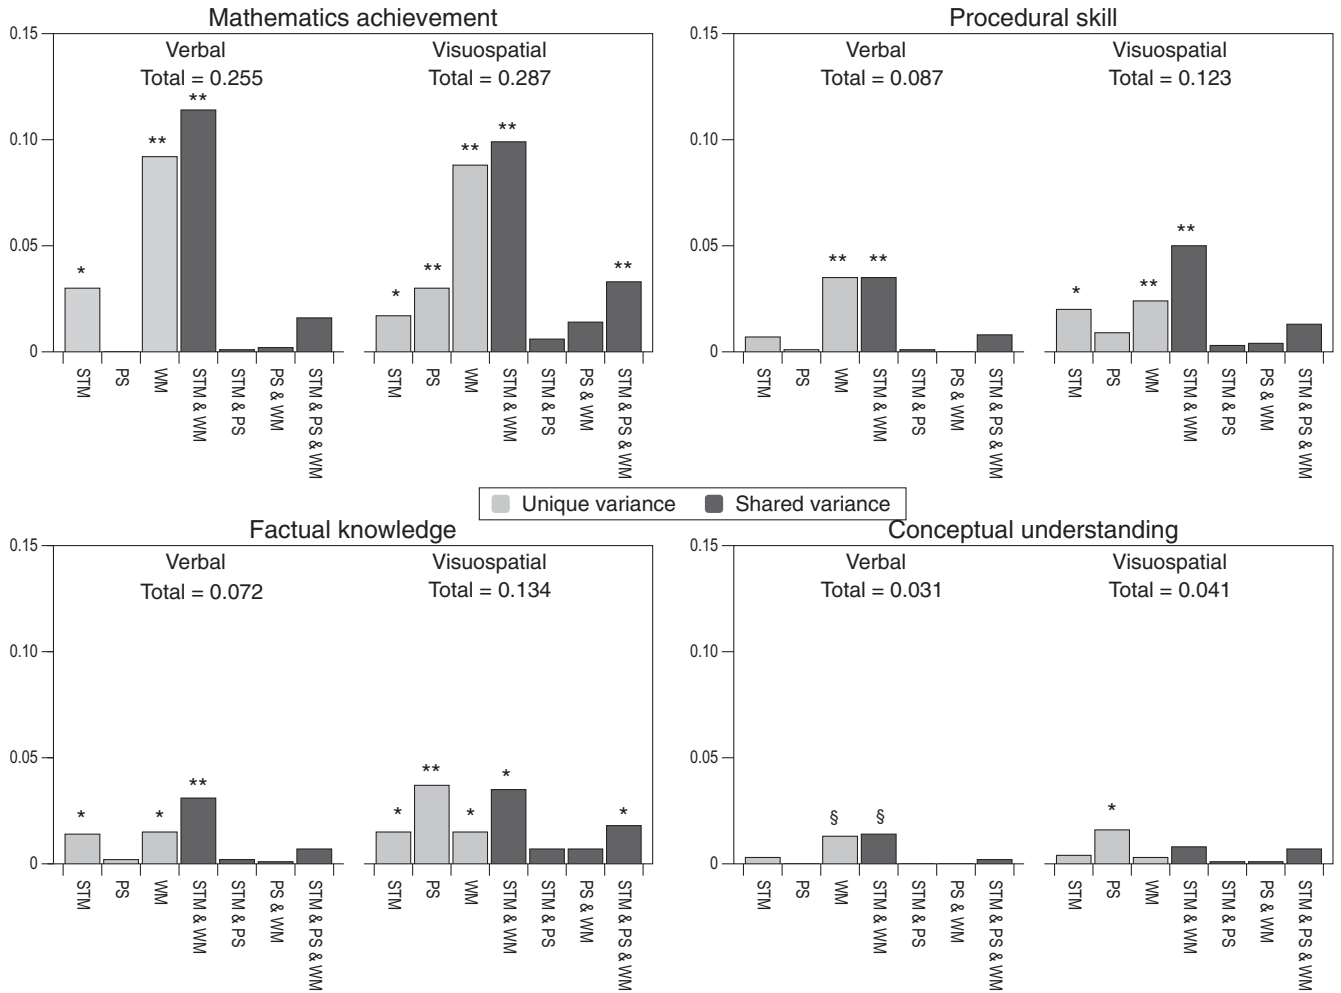 Mathematics achievement
0.15
0.10
0.05
0
Verbal
Total = 0.255
Visuospatial
Total = 0.287
*
**
**
*
**
**
**
**
STM
PS
WM
STM & WM
STM & PS
PS & WM
STM & PS & WM
STM
PS
WM
STM & WM
STM & PS
PS & WM
STM & PS & WM
Procedural skill
0.15
0.10
0.05
0
Verbal
Total = 0.087
Visuospatial
Total = 0.123
**
**
*
**
**
STM
PS
WM
STM & WM
STM & PS
PS & WM
STM & PS & WM
STM
PS
WM
STM & WM
STM & PS
PS & WM
STM & PS & WM
Unique variance
Shared variance
Factual knowledge
0.15
0.10
0.05
0
Verbal
Total = 0.072
Visuospatial
Total = 0.134
*
*
**
*
**
*
*
*
STM
PS
WM
STM & WM
STM & PS
PS & WM
STM & PS & WM
STM
PS
WM
STM & WM
STM & PS
PS & WM
STM & PS & WM
Conceptual understanding
0.15
0.10
0.05
0
Verbal
Total = 0.031
Visuospatial
Total = 0.041
§
§
*
STM
PS
WM
STM & WM
STM & PS
PS & WM
STM & PS & WM
STM
PS
WM
STM & WM
STM & PS
PS & WM
STM & PS & WM